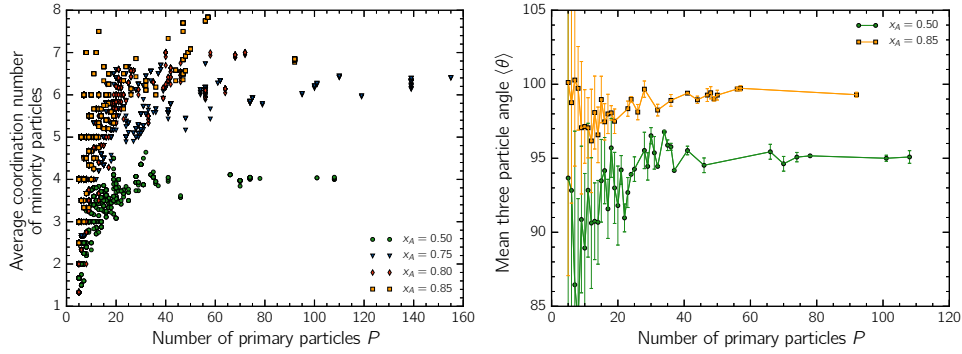 8
7
6
5
4
3
2
1
0
20
40
60
80
100
120
140
160
Average coordination number
of minority particles
Number of primary particles P
x_A = 0.50
x_A = 0.75
x_A = 0.80
x_A = 0.85
105
100
95
90
85
0
20
40
60
80
100
120
Mean three particle angle ⟨θ⟩
Number of primary particles P
x_A = 0.50
x_A = 0.85